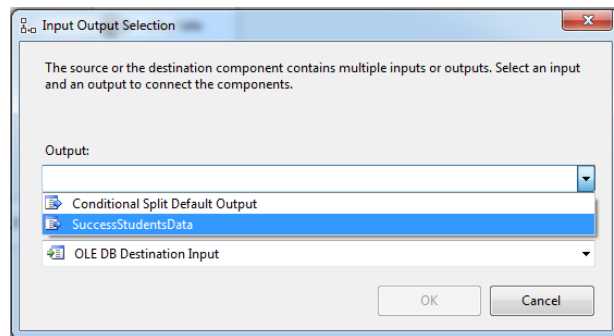 Input Output Selection
The source or the destination component contains multiple inputs or outputs. Select an input
and an output to connect the components.
Output:
Conditional Split Default Output
SuccessStudentsData
OLE DB Destination Input
OK
Cancel